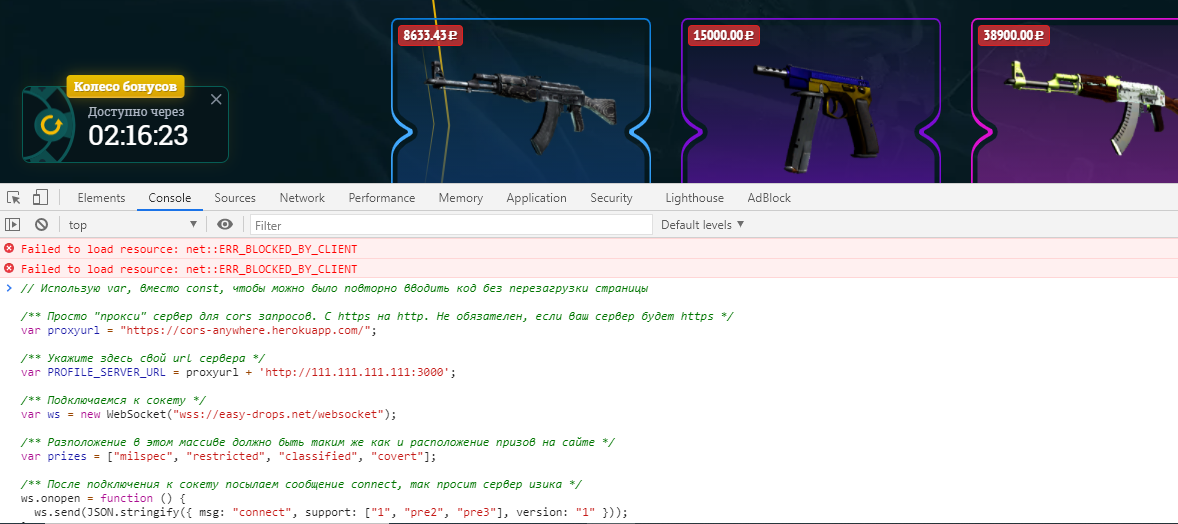 8633.43 ₽
15000.00 ₽
38900.00 ₽
Колесо бонусов
Доступно через
02:16:23
Elements Console Sources Network Performance Memory Application Security Lighthouse AdBlock
top Filter Default levels
Failed to load resource: net::ERR_BLOCKED_BY_CLIENT
Failed to load resource: net::ERR_BLOCKED_BY_CLIENT
// Использую var, вместо const, чтобы можно было повторно вводить код без перезагрузки страницы
/** Просто "прокси" сервер для cors запросов. С https на http. Не обязателен, если ваш сервер будет https */
var proxyurl = "https://cors-anywhere.herokuapp.com/";
/** Укажите здесь свой url сервера */
var PROFILE_SERVER_URL = proxyurl + 'http://111.111.111.111:3000';
/** Подключаемся к сокету */
var ws = new WebSocket("wss://easy-drops.net/websocket");
/** Разположение в этом массиве должно быть таким же как и расположение призов на сайте */
var prizes = ["milspec", "restricted", "classified", "covert"];
/** После подключения к сокету посылаем сообщение connect, так просит сервер изика */
ws.onopen = function () {
ws.send(JSON.stringify({ msg: "connect", support: ["1", "pre2", "pre3"], version: "1" }));